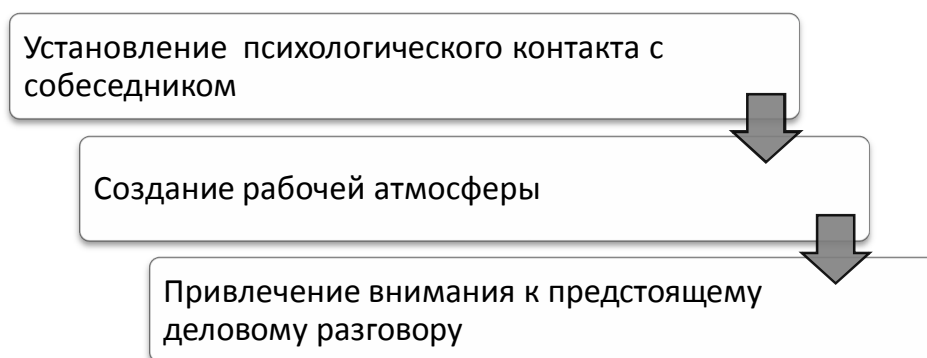 Установление психологического контакта с
собеседником
Создание рабочей атмосферы
Привлечение внимания к предстоящему
деловому разговору